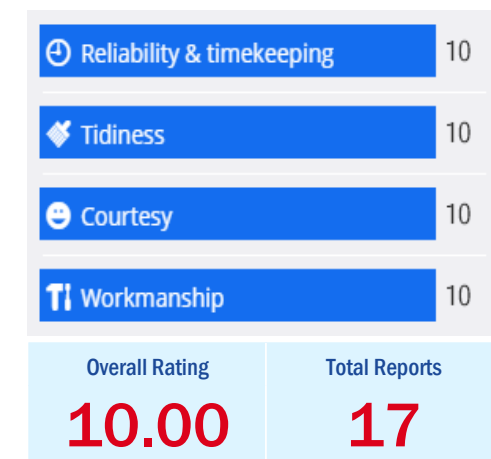 Reliability & timekeeping 10
Tidiness 10
Courtesy 10
Workmanship 10
Overall Rating Total Reports
10.00 17